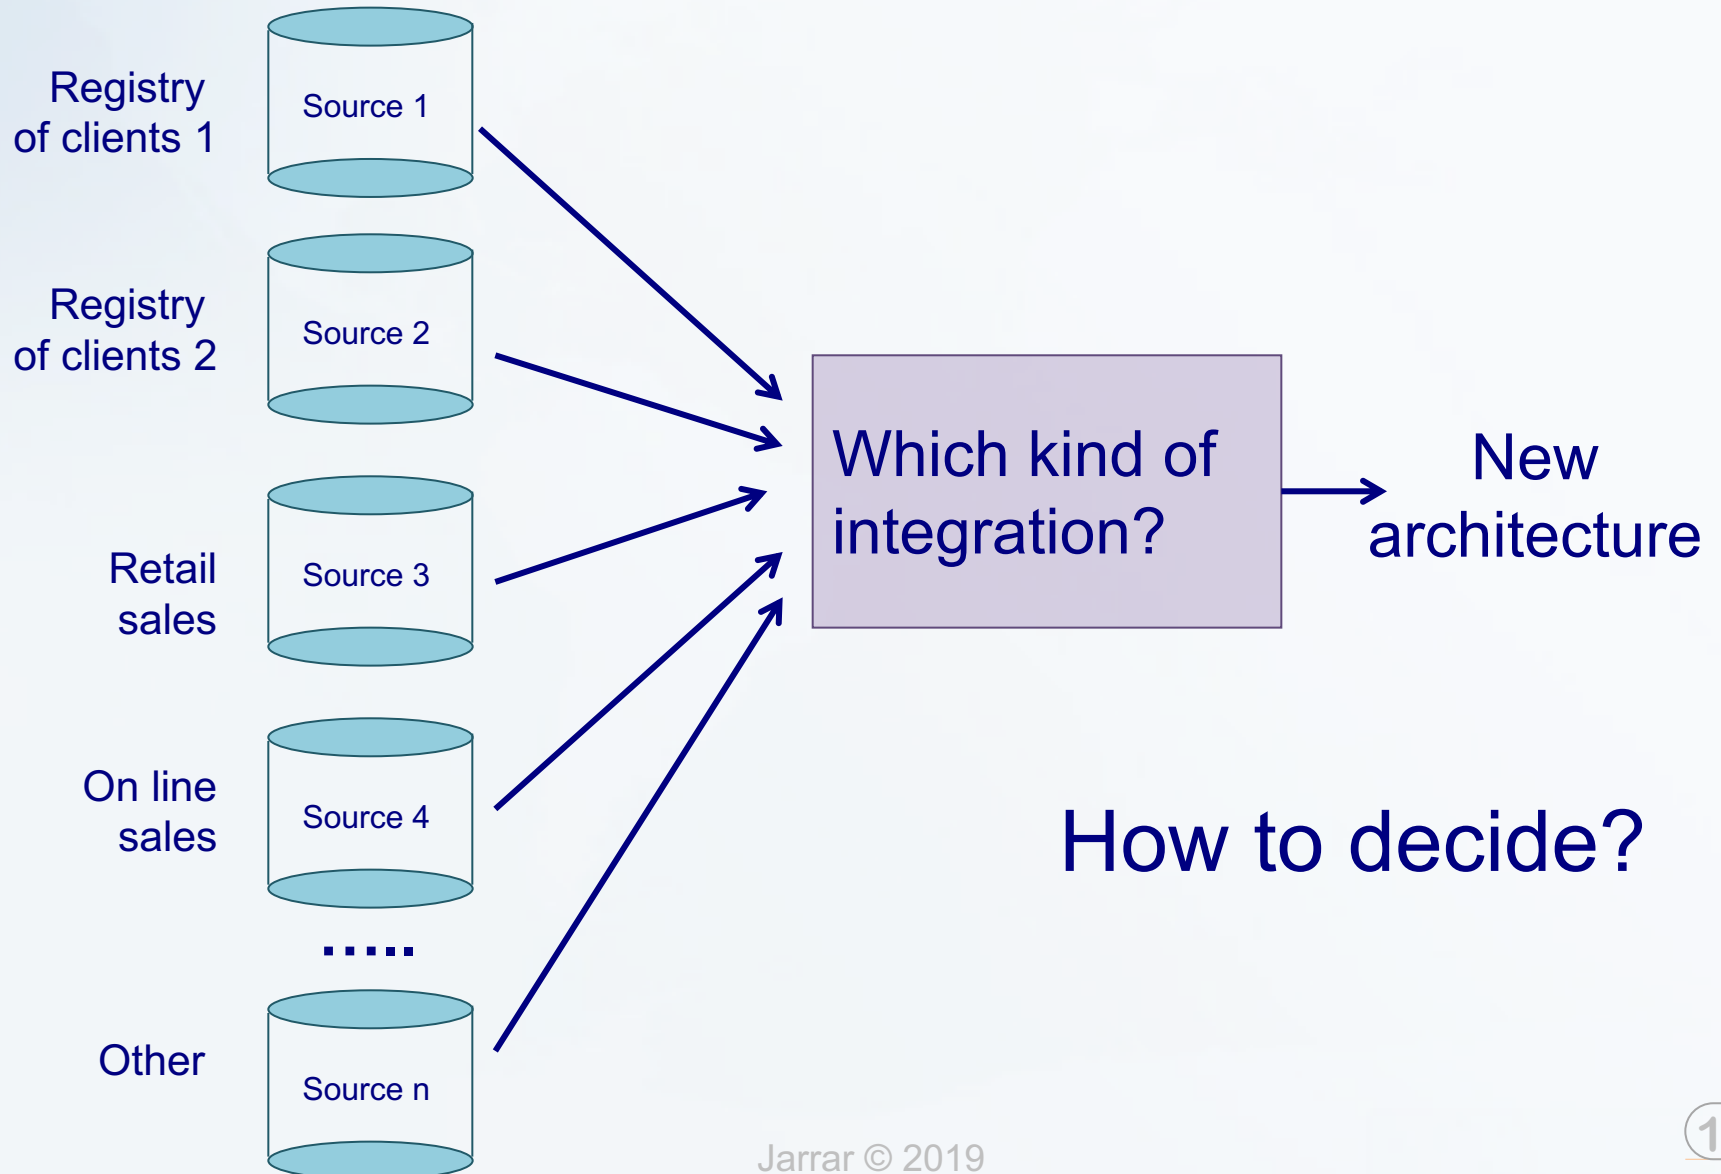 Registry
of clients 1
Source 1
Registry
of clients 2
Source 2
Retail
sales
Source 3
On line
sales
Source 4
.....
Other
Source n
Which kind of
integration?
New
architecture
How to decide?
Jarrar © 2019
1